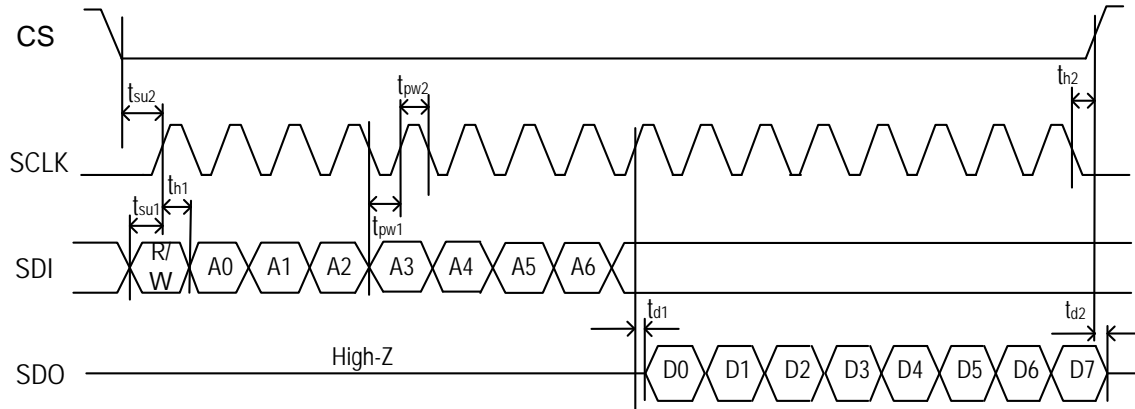 CS
tsu2
tpw2
th2
SCLK
tsu1
th1
tpw1
SDI
R/
W
A0 A1 A2 A3 A4 A5 A6
td1
td2
High-Z
SDO
D0 D1 D2 D3 D4 D5 D6 D7